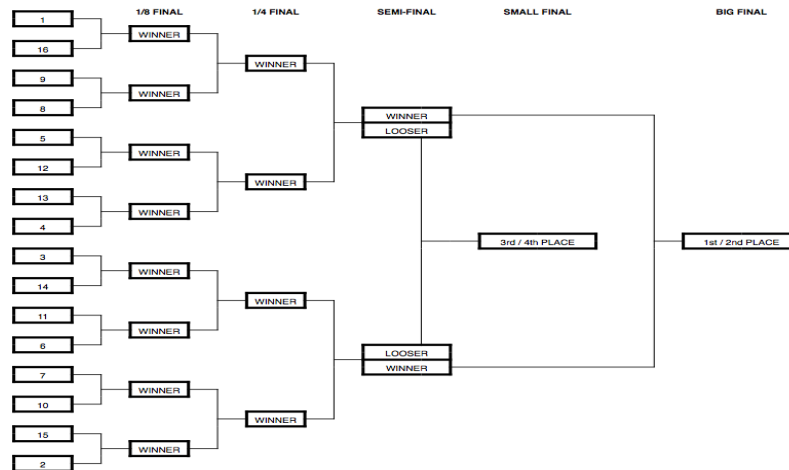 1/8 FINAL 1/4 FINAL SEMI-FINAL SMALL FINAL BIG FINAL
1
WINNER
16
WINNER
9
WINNER
8
WINNER
LOOSER
5
WINNER
12
WINNER
13
WINNER
4
3rd / 4th PLACE 1st / 2nd PLACE
3
WINNER
14
WINNER
11
WINNER
6
LOOSER
WINNER
7
WINNER
10
WINNER
15
WINNER
2